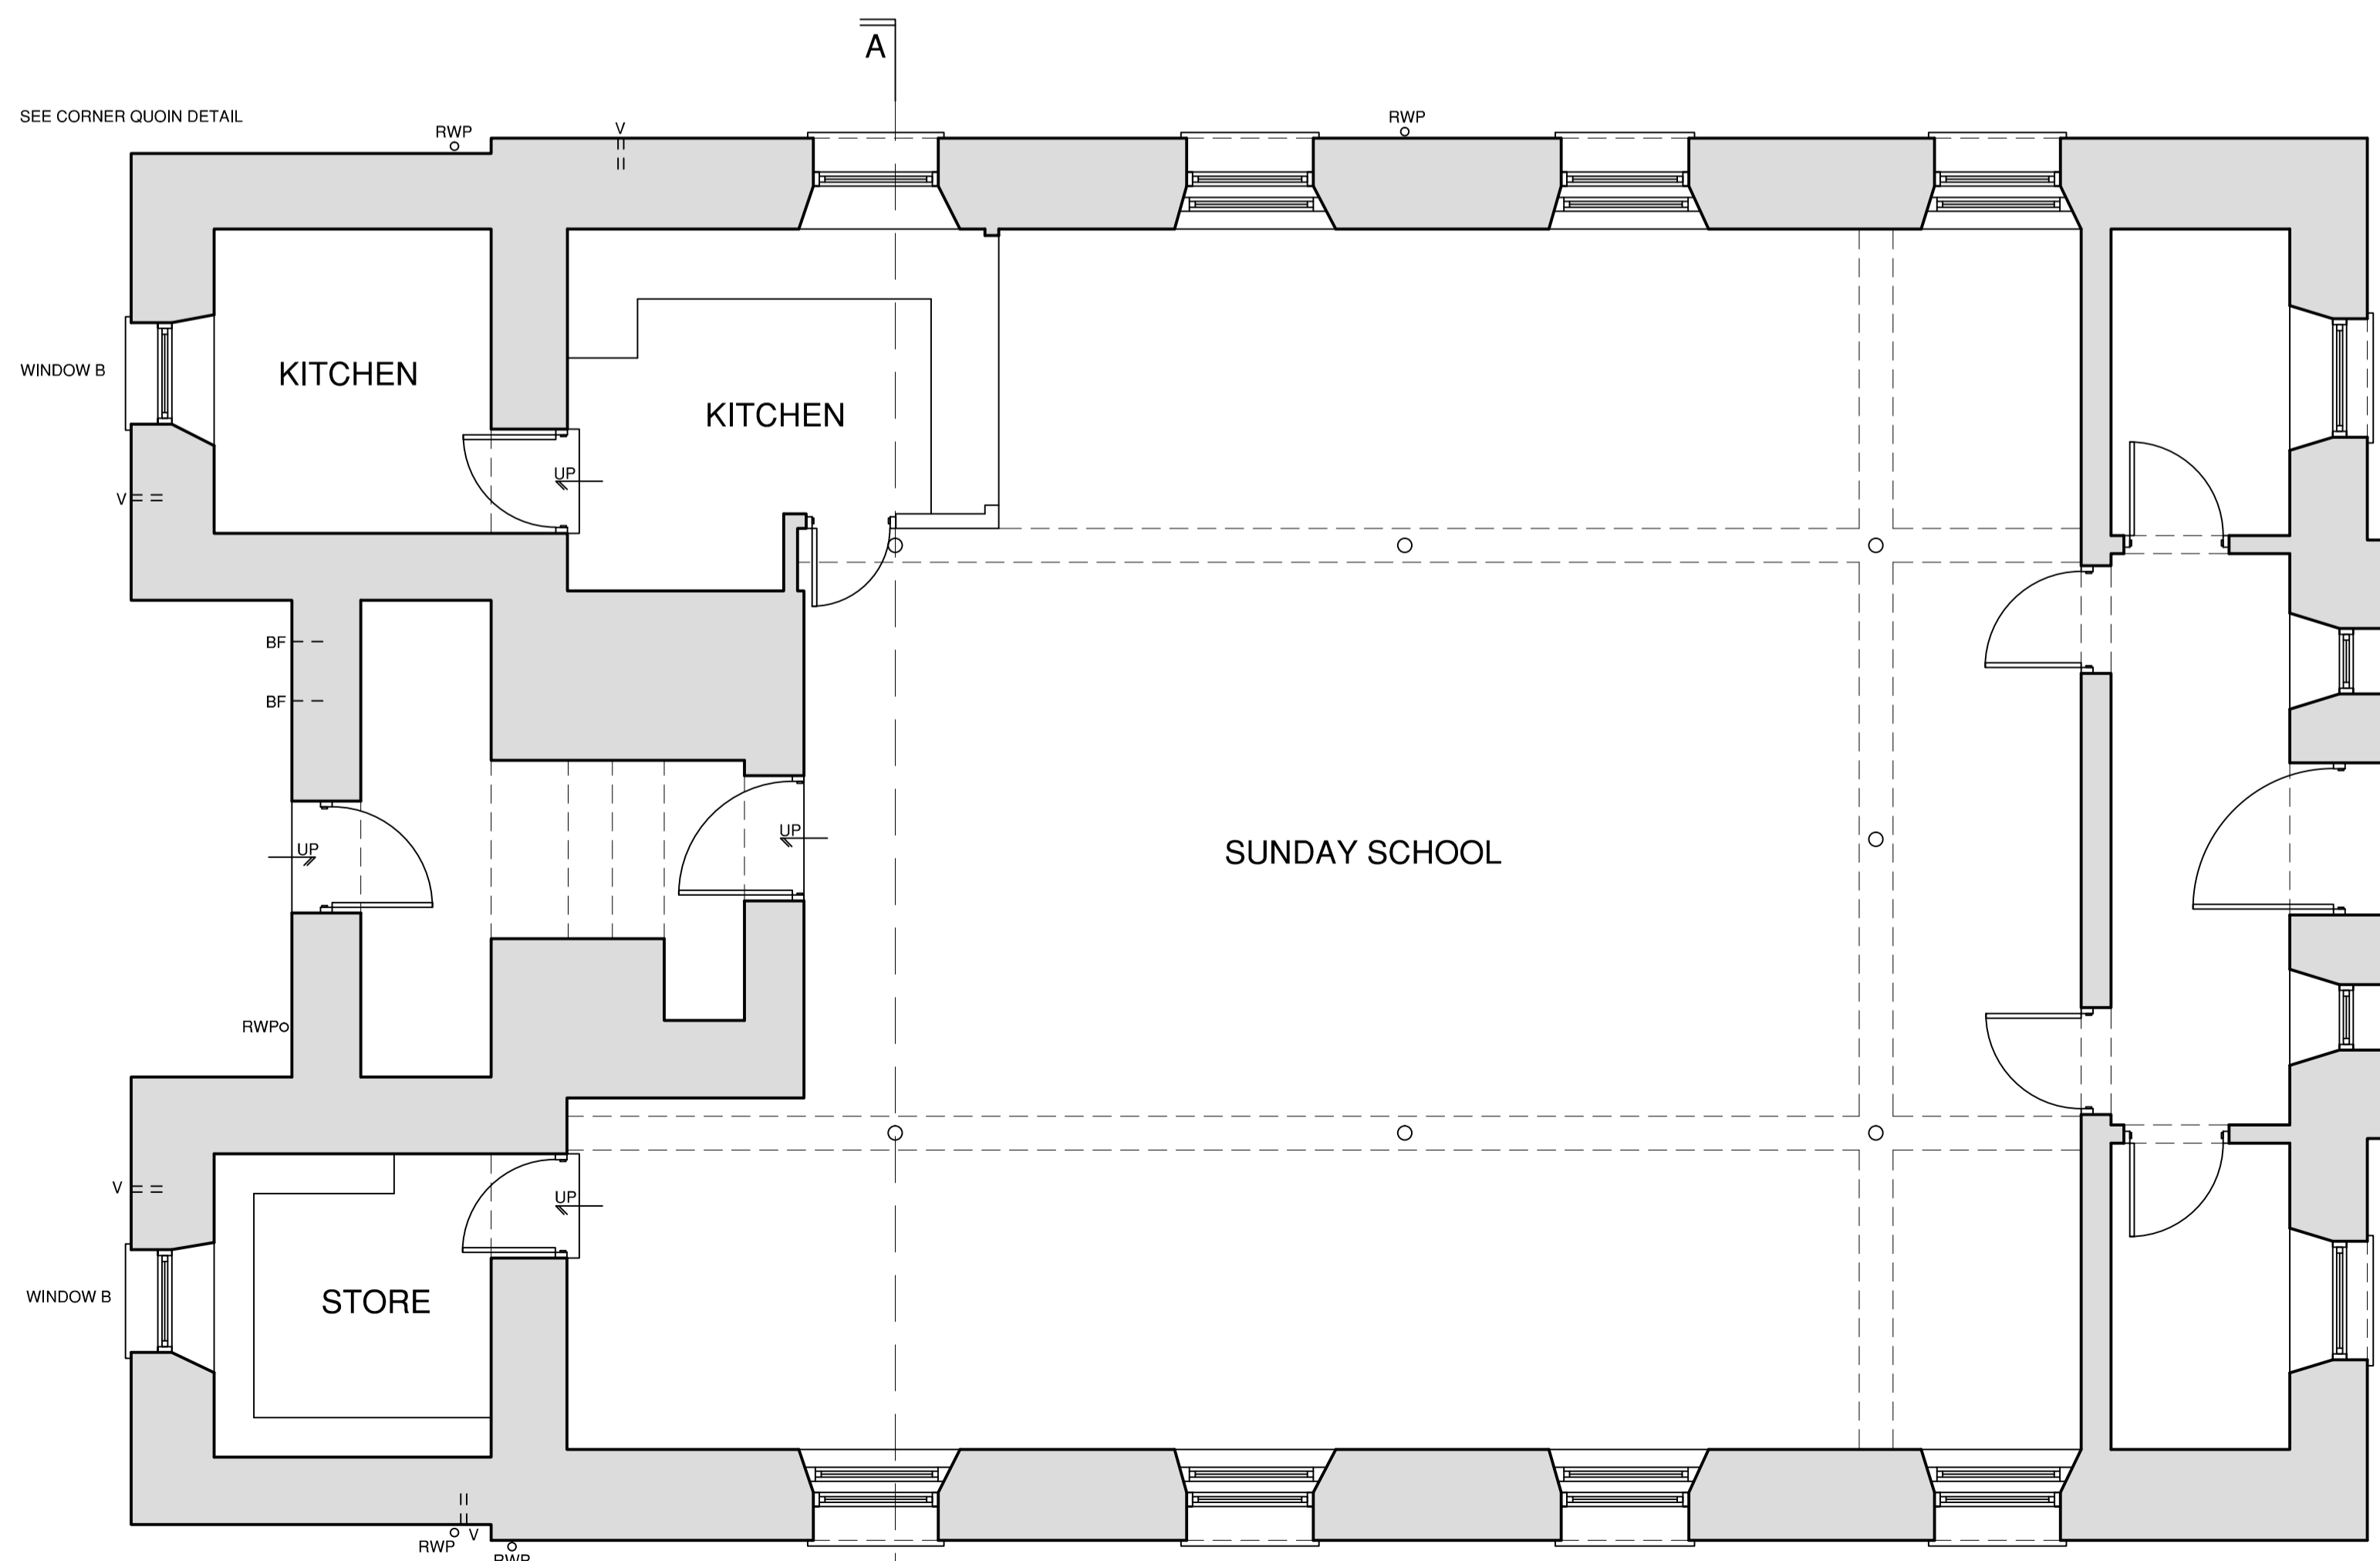 A
SEE CORNER QUOIN DETAIL
RWP
V
RWP
WINDOW B
KITCHEN
KITCHEN
UP
V
BF
BF
UP
UP
SUNDAY SCHOOL
RWP
V
UP
WINDOW B
STORE
RWP
V
RWP